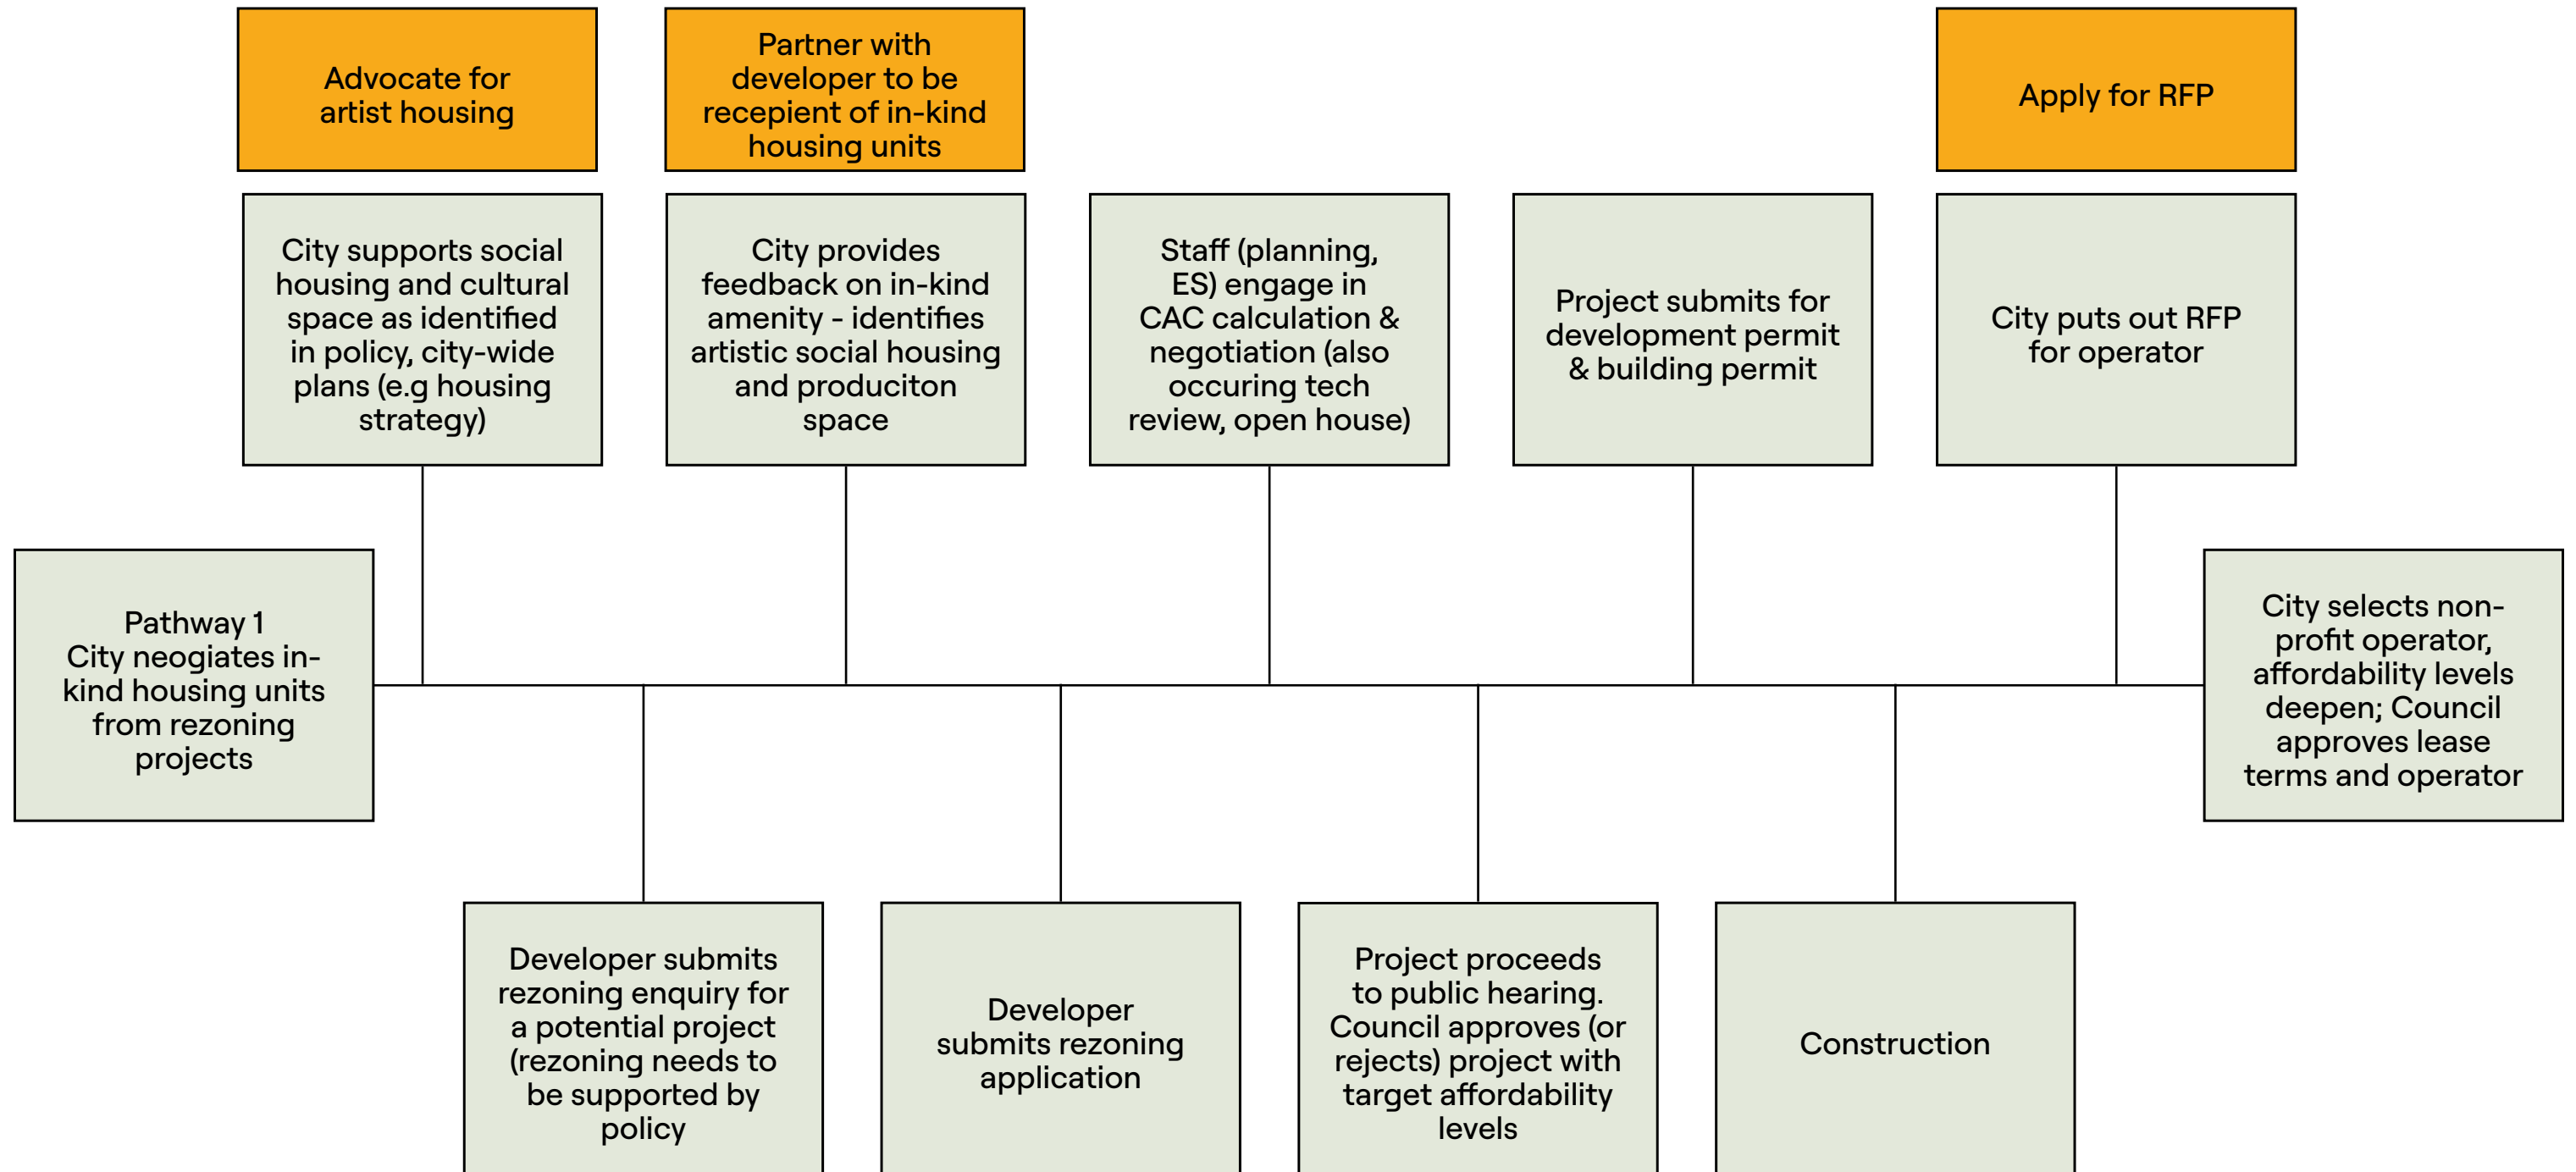 Advocate for
artist housing
Partner with
developer to be
recepient of in-kind
housing units
Apply for RFP
City supports social
housing and cultural
space as identified
in policy, city-wide
plans (e.g housing
strategy)
City provides
feedback on in-kind
amenity - identifies
artistic social housing
and produciton
space
Staff (planning,
ES) engage in
CAC calculation &
negotiation (also
occuring tech
review, open house)
Project submits for
development permit
& building permit
City puts out RFP
for operator
Pathway 1
City neogiates in-
kind housing units
from rezoning
projects
City selects non-
profit operator,
affordability levels
deepen; Council
approves lease
terms and operator
Developer submits
rezoning enquiry for
a potential project
(rezoning needs to
be supported by
policy
Developer
submits rezoning
application
Project proceeds
to public hearing.
Council approves (or
rejects) project with
target affordability
levels
Construction